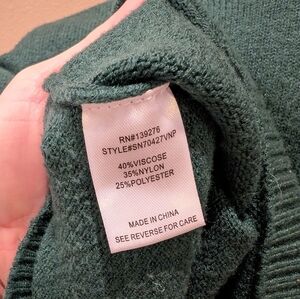 RN#139276
STYLE#SN70427VNP
40%VISCOSE
35%NYLON
25%POLYESTER
MADE IN CHINA
SEE REVERSE FOR CARE